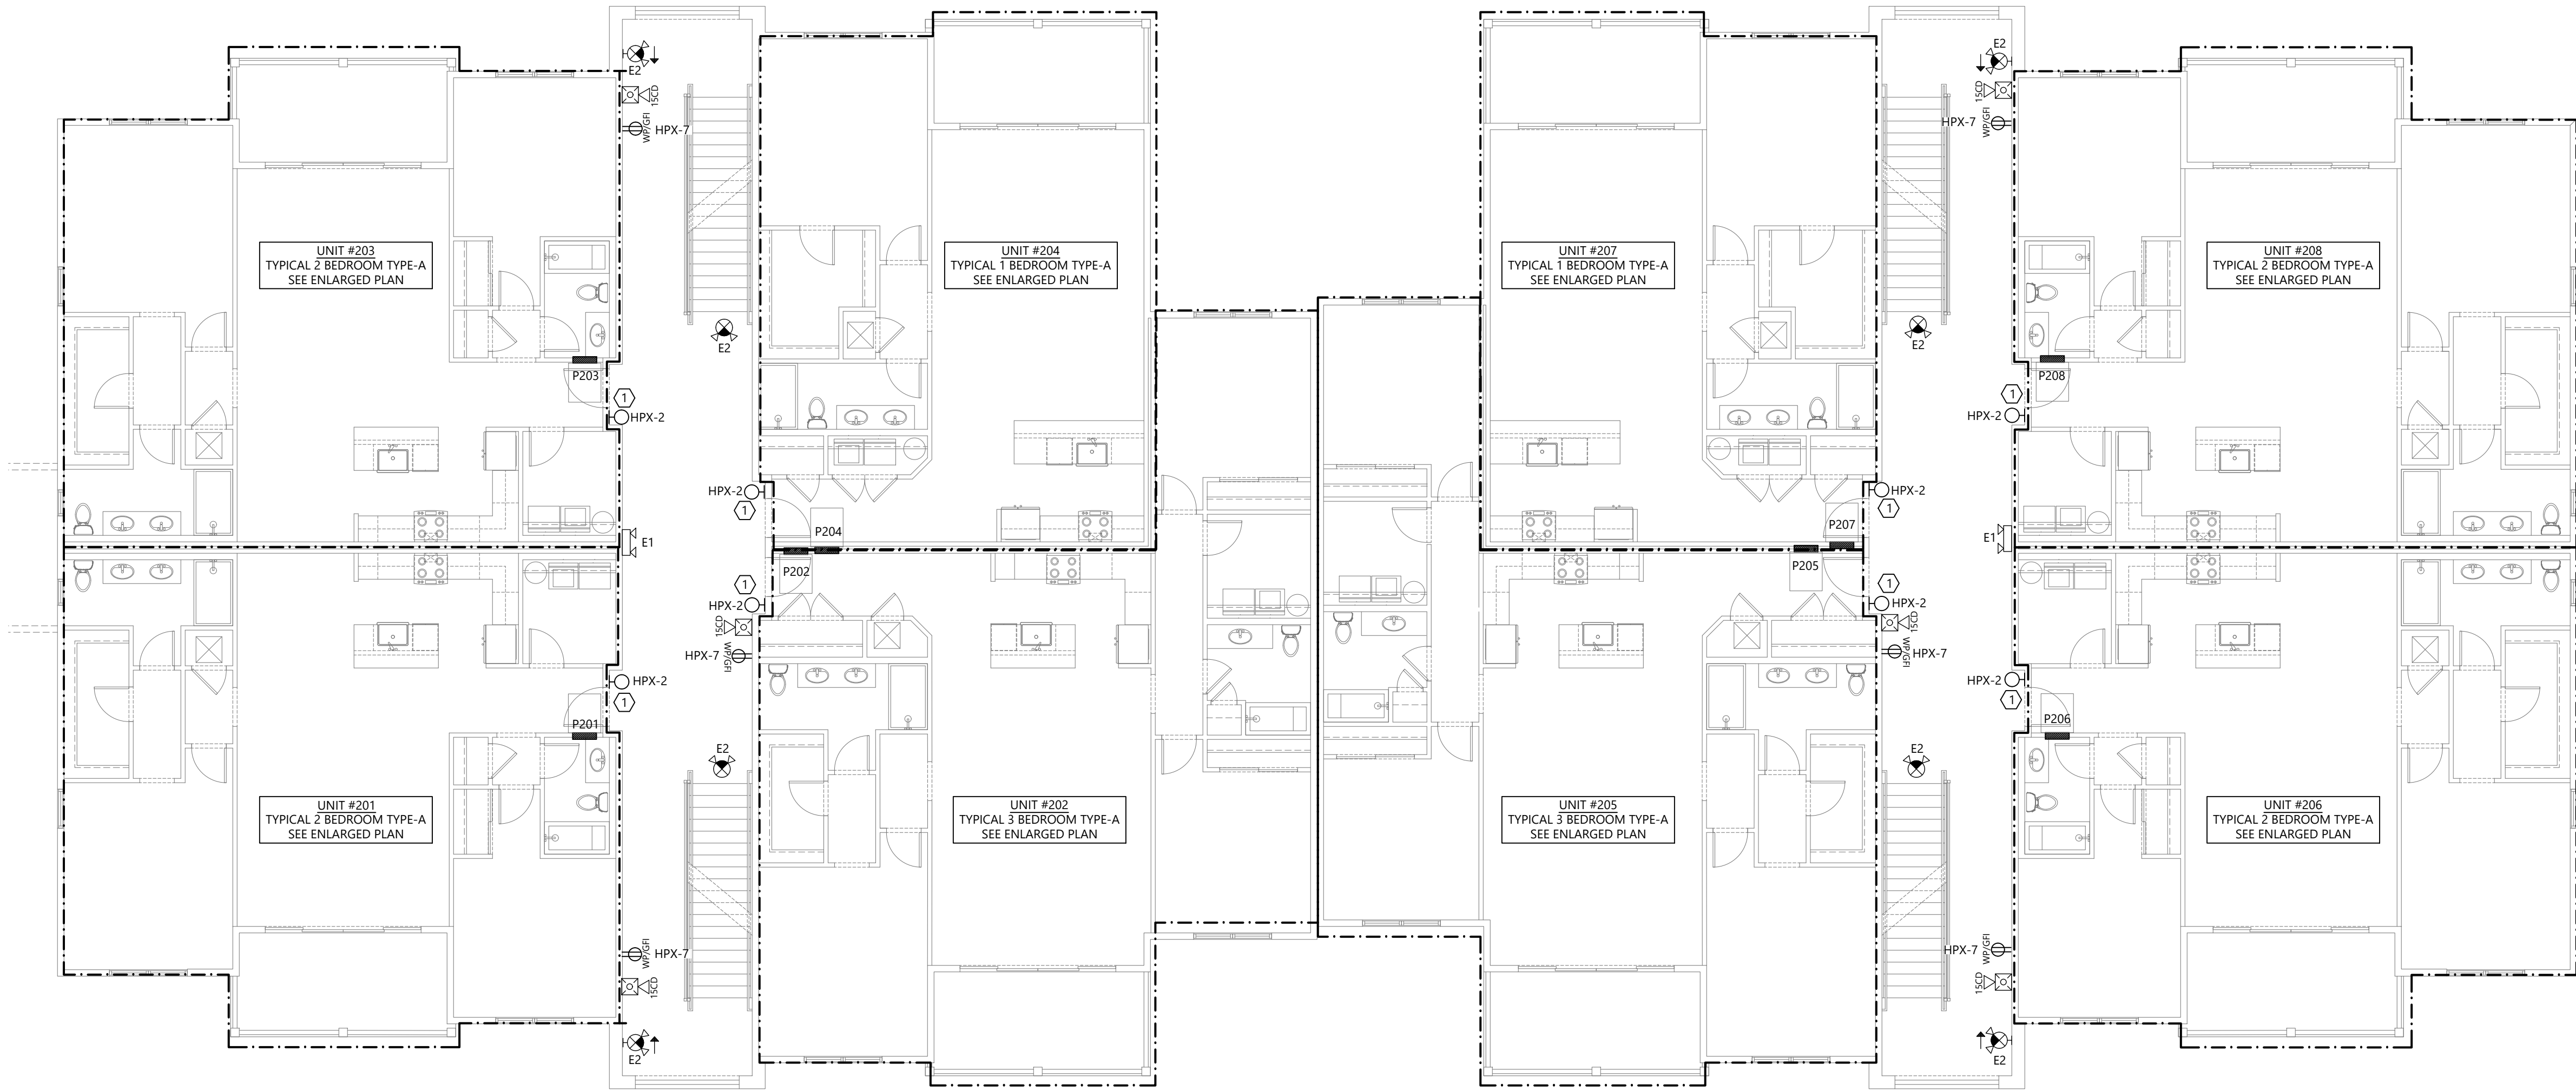 E2
15CD
WP/GFI
HPX-7
UNIT #203
TYPICAL 2 BEDROOM TYPE-A
SEE ENLARGED PLAN
E2
P203
1
HPX-2
E1
UNIT #204
TYPICAL 1 BEDROOM TYPE-A
SEE ENLARGED PLAN
HPX-2
1
P204
UNIT #207
TYPICAL 1 BEDROOM TYPE-A
SEE ENLARGED PLAN
HPX-2
1
P207
E2
E2
15CD
HPX-7
WP/GFI
UNIT #208
TYPICAL 2 BEDROOM TYPE-A
SEE ENLARGED PLAN
P208
1
HPX-2
E1
P202
1
HPX-2
15CD
HPX-7
WP/GFI
P205
1
HPX-2
15CD
WP/GFI
HPX-7
HPX-2
1
P201
HPX-2
1
P206
E2
E2
UNIT #201
TYPICAL 2 BEDROOM TYPE-A
SEE ENLARGED PLAN
UNIT #202
TYPICAL 3 BEDROOM TYPE-A
SEE ENLARGED PLAN
UNIT #205
TYPICAL 3 BEDROOM TYPE-A
SEE ENLARGED PLAN
UNIT #206
TYPICAL 2 BEDROOM TYPE-A
SEE ENLARGED PLAN
WP/GFI
HPX-7
15CD
E2
HPX-7
WP/GFI
15CD
E2